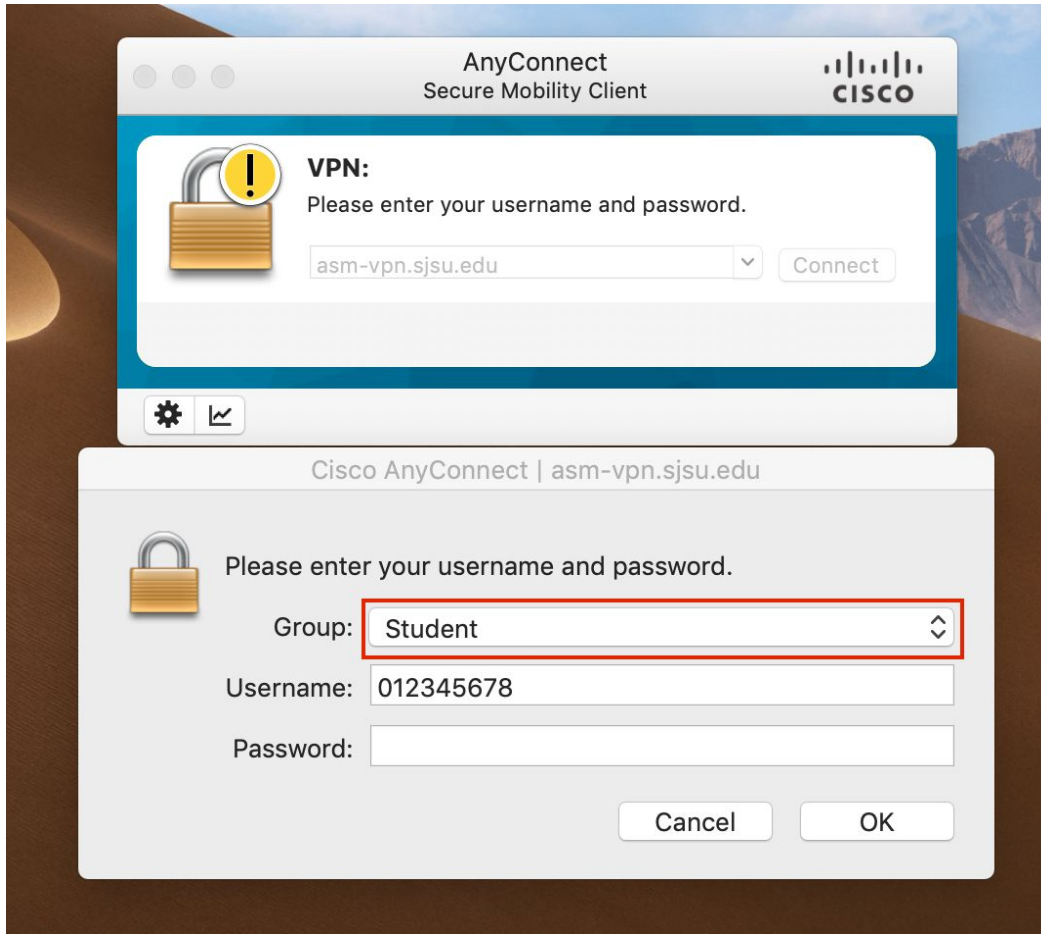 AnyConnect
Secure Mobility Client
CISCO
VPN:
Please enter your username and password.
asm-vpn.sjsu.edu
Connect
Cisco AnyConnect | asm-vpn.sjsu.edu
Please enter your username and password.
Group: Student
Username: 012345678
Password:
Cancel OK